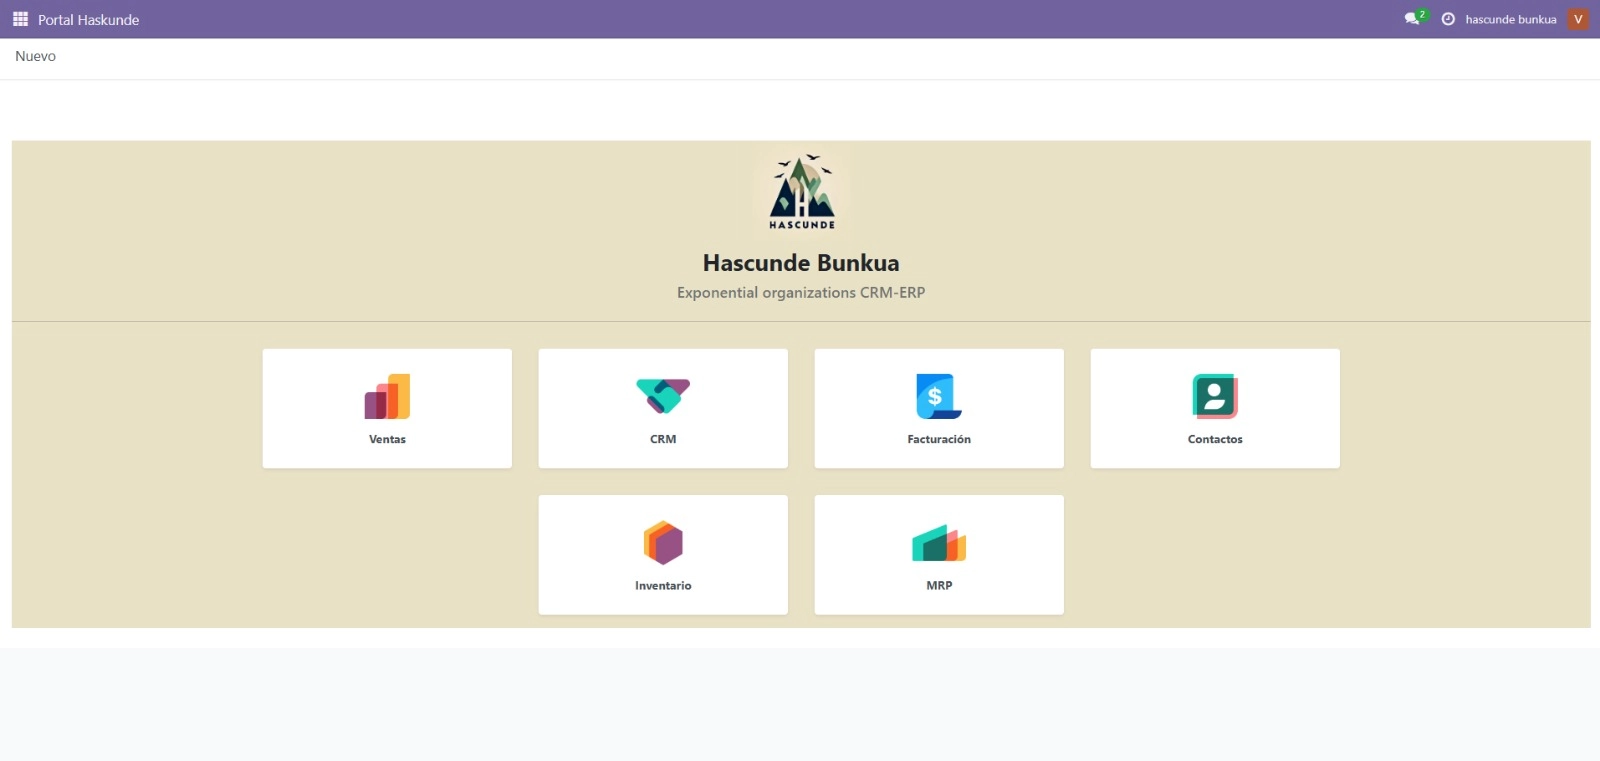 Portal Haskunde
2
hascunde bunkua
V
Nuevo
HASCUNDE
Hascunde Bunkua
Exponential organizations CRM-ERP
Ventas
CRM
$
Facturación
Contactos
Inventario
MRP